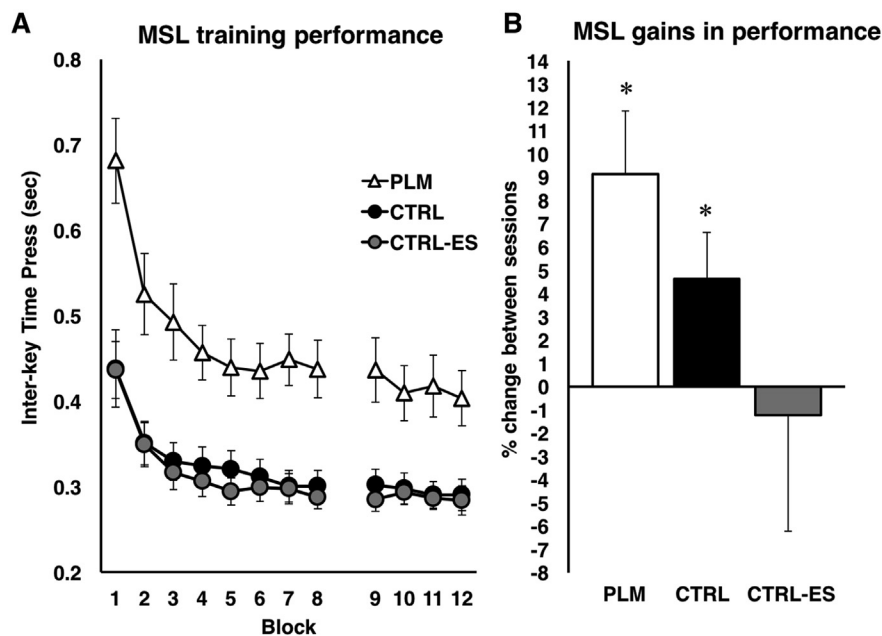 A
MSL training performance
Inter-key Time Press (sec)
0.8
0.7
0.6
0.5
0.4
0.3
0.2
PLM
CTRL
CTRL-ES
1 2 3 4 5 6 7 8 9 10 11 12
Block
B
MSL gains in performance
% change between sessions
14
13
12
11
10
9
8
7
6
5
4
3
2
1
0
-1
-2
-3
-4
-5
-6
-7
-8
*
*
PLM CTRL CTRL-ES